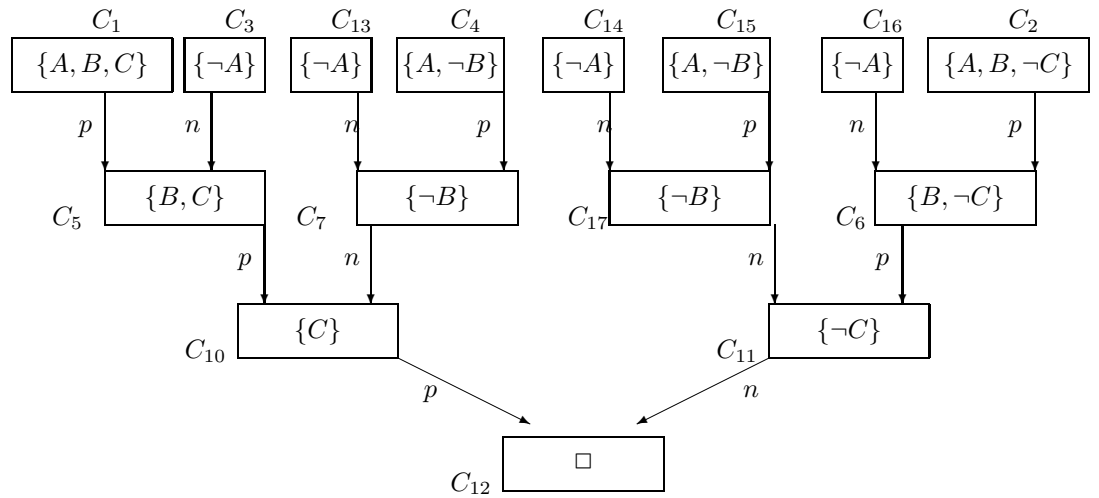 C₁ C₃ C₁₃ C₄ C₁₄ C₁₅ C₁₆ C₂
{A, B, C} {¬A} {¬A} {A, ¬B} {¬A} {A, ¬B} {¬A} {A, B, ¬C}
p n n p n p n p
{B, C} {¬B} {¬B} {B, ¬C}
C₅ C₇ C₁₇ C₆
p n n p
{C} {¬C}
C₁₀ C₁₁
p n
□
C₁₂